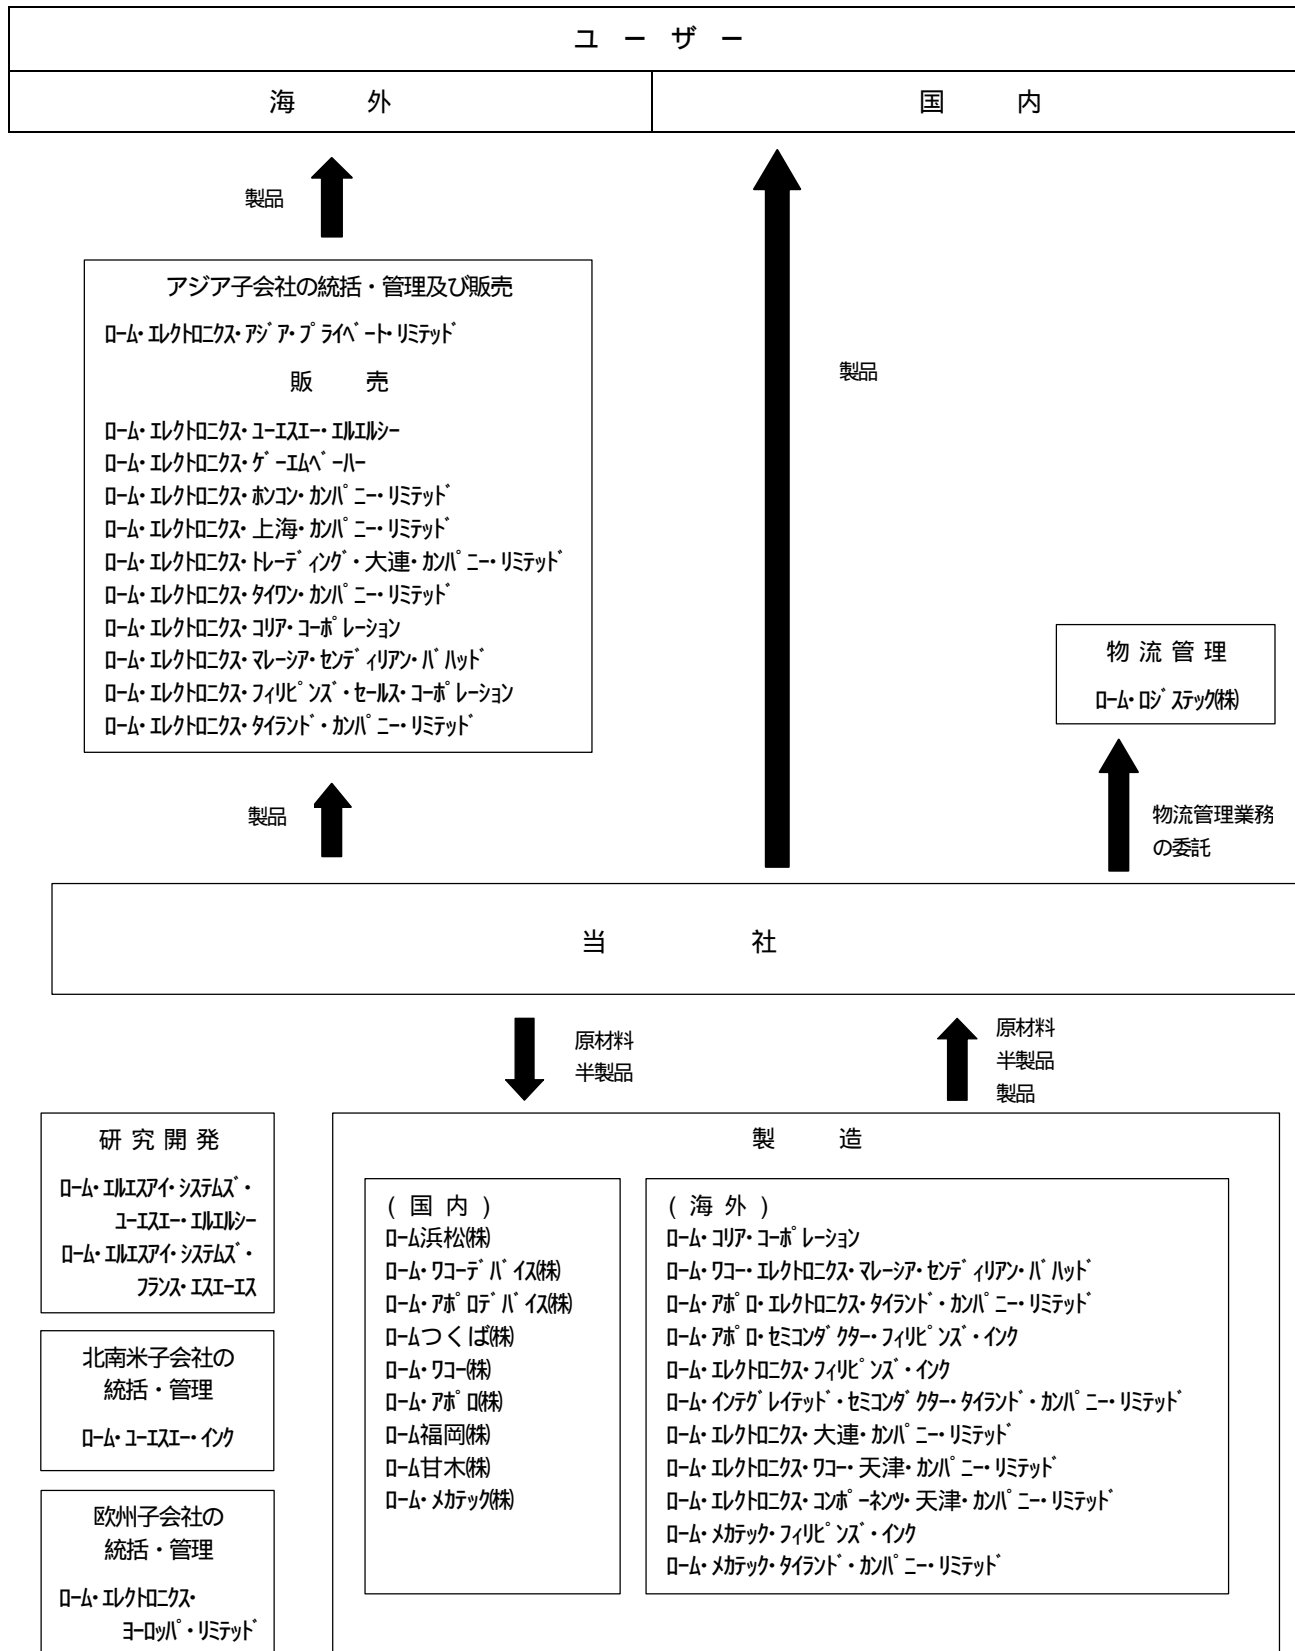 ユーザー
海外
国内
製品
アジア子会社の統括・管理及び販売
ﾛｰﾑ･ｴﾚｸﾄﾛﾆｸｽ･ｱｼﾞｱ･ﾌﾟﾗｲﾍﾞｰﾄ･ﾘﾐﾃｯﾄﾞ
販売
ﾛｰﾑ･ｴﾚｸﾄﾛﾆｸｽ･ﾕｰｴｽｴｰ･ｴﾙｴﾙｼｰ
ﾛｰﾑ･ｴﾚｸﾄﾛﾆｸｽ･ｹﾞｰｴﾑﾍﾞｰﾊｰ
ﾛｰﾑ･ｴﾚｸﾄﾛﾆｸｽ･ﾎﾝｺﾝ･ｶﾝﾊﾟﾆｰ･ﾘﾐﾃｯﾄﾞ
ﾛｰﾑ･ｴﾚｸﾄﾛﾆｸｽ･上海･ｶﾝﾊﾟﾆｰ･ﾘﾐﾃｯﾄﾞ
ﾛｰﾑ･ｴﾚｸﾄﾛﾆｸｽ･ﾄﾚｰﾃﾞｨﾝｸﾞ･大連･ｶﾝﾊﾟﾆｰ･ﾘﾐﾃｯﾄﾞ
ﾛｰﾑ･ｴﾚｸﾄﾛﾆｸｽ･ﾀｲﾜﾝ･ｶﾝﾊﾟﾆｰ･ﾘﾐﾃｯﾄﾞ
ﾛｰﾑ･ｴﾚｸﾄﾛﾆｸｽ･ｺﾘｱ･ｺｰﾎﾟﾚｰｼｮﾝ
ﾛｰﾑ･ｴﾚｸﾄﾛﾆｸｽ･ﾏﾚｰｼｱ･ｾﾝﾃﾞｨﾘｱﾝ･ﾊﾞﾊｯﾄﾞ
ﾛｰﾑ･ｴﾚｸﾄﾛﾆｸｽ･ﾌｨﾘﾋﾟﾝｽﾞ･ｾｰﾙｽ･ｺｰﾎﾟﾚｰｼｮﾝ
ﾛｰﾑ･ｴﾚｸﾄﾛﾆｸｽ･ﾀｲﾗﾝﾄﾞ･ｶﾝﾊﾟﾆｰ･ﾘﾐﾃｯﾄﾞ
製品
製品
物流管理
ﾛｰﾑ･ﾛｼﾞｽﾃｯｸ㈱
物流管理業務
の委託
当社
原材料
半製品
原材料
半製品
製品
研究開発
ﾛｰﾑ･ｴﾙｴｽｱｲ･ｼｽﾃﾑｽﾞ･
ﾕｰｴｽｴｰ･ｴﾙｴﾙｼｰ
ﾛｰﾑ･ｴﾙｴｽｱｲ･ｼｽﾃﾑｽﾞ･
ﾌﾗﾝｽ･ｴｽｴｰｴｽ
北南米子会社の
統括・管理
ﾛｰﾑ･ﾕｰｴｽｴｰ･ｲﾝｸ
欧州子会社の
統括・管理
ﾛｰﾑ･ｴﾚｸﾄﾛﾆｸｽ･
ﾖｰﾛｯﾊﾟ･ﾘﾐﾃｯﾄﾞ
製造
(国内)
ﾛｰﾑ浜松㈱
ﾛｰﾑ･ﾜｺｰﾃﾞﾊﾞｲｽ㈱
ﾛｰﾑ･ｱﾎﾟﾛﾃﾞﾊﾞｲｽ㈱
ﾛｰﾑつくば㈱
ﾛｰﾑ･ﾜｺｰ㈱
ﾛｰﾑ･ｱﾎﾟﾛ㈱
ﾛｰﾑ福岡㈱
ﾛｰﾑ甘木㈱
ﾛｰﾑ･ﾒｶﾃｯｸ㈱
(海外)
ﾛｰﾑ･ｺﾘｱ･ｺｰﾎﾟﾚｰｼｮﾝ
ﾛｰﾑ･ﾜｺｰ･ｴﾚｸﾄﾛﾆｸｽ･ﾏﾚｰｼｱ･ｾﾝﾃﾞｨﾘｱﾝ･ﾊﾞﾊｯﾄﾞ
ﾛｰﾑ･ｱﾎﾟﾛ･ｴﾚｸﾄﾛﾆｸｽ･ﾀｲﾗﾝﾄﾞ･ｶﾝﾊﾟﾆｰ･ﾘﾐﾃｯﾄﾞ
ﾛｰﾑ･ｱﾎﾟﾛ･ｾﾐｺﾝﾀﾞｸﾀｰ･ﾌｨﾘﾋﾟﾝｽﾞ･ｲﾝｸ
ﾛｰﾑ･ｴﾚｸﾄﾛﾆｸｽ･ﾌｨﾘﾋﾟﾝｽﾞ･ｲﾝｸ
ﾛｰﾑ･ｲﾝﾃｸﾞﾚｲﾃｯﾄﾞ･ｾﾐｺﾝﾀﾞｸﾀｰ･ﾀｲﾗﾝﾄﾞ･ｶﾝﾊﾟﾆｰ･ﾘﾐﾃｯﾄﾞ
ﾛｰﾑ･ｴﾚｸﾄﾛﾆｸｽ･大連･ｶﾝﾊﾟﾆｰ･ﾘﾐﾃｯﾄﾞ
ﾛｰﾑ･ｴﾚｸﾄﾛﾆｸｽ･ﾜｺｰ･天津･ｶﾝﾊﾟﾆｰ･ﾘﾐﾃｯﾄﾞ
ﾛｰﾑ･ｴﾚｸﾄﾛﾆｸｽ･ｺﾝﾎﾟｰﾈﾝﾂ･天津･ｶﾝﾊﾟﾆｰ･ﾘﾐﾃｯﾄﾞ
ﾛｰﾑ･ﾒｶﾃｯｸ･ﾌｨﾘﾋﾟﾝｽﾞ･ｲﾝｸ
ﾛｰﾑ･ﾒｶﾃｯｸ･ﾀｲﾗﾝﾄﾞ･ｶﾝﾊﾟﾆｰ･ﾘﾐﾃｯﾄﾞ